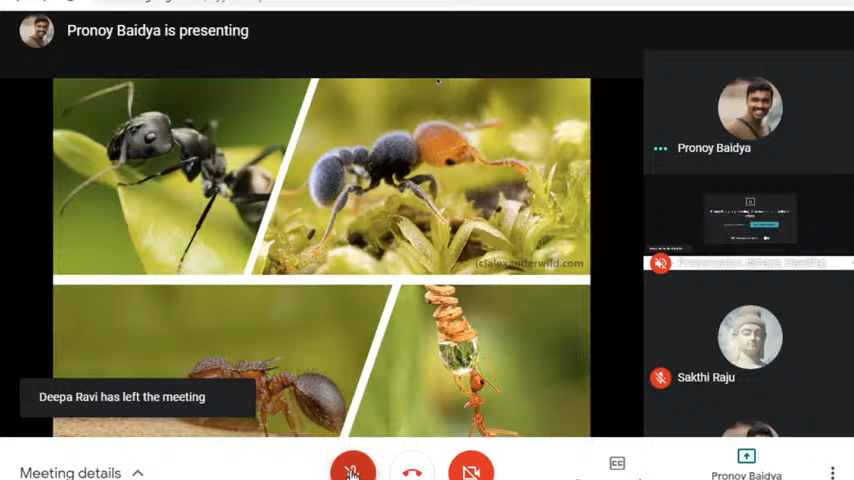 Pronoy Baidya is presenting
Pronoy Baidya
(c)alexanderwild.com
Sakthi Raju
Deepa Ravi has left the meeting
Meeting details
CC
Pronoy Baidya